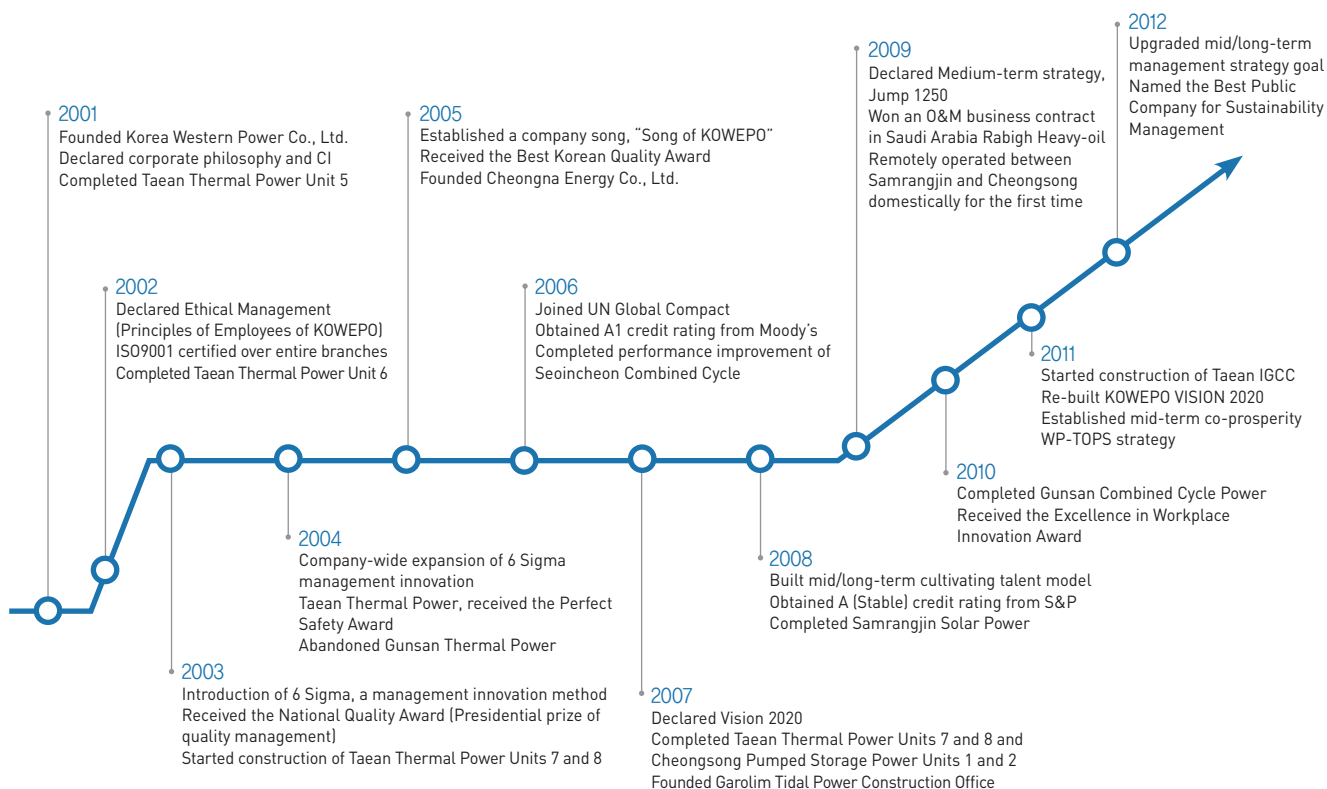 2001
Founded Korea Western Power Co., Ltd.
Declared corporate philosophy and CI
Completed Taean Thermal Power Unit 5
2002
Declared Ethical Management
(Principles of Employees of KOWEPO)
ISO9001 certified over entire branches
Completed Taean Thermal Power Unit 6
2003
Introduction of 6 Sigma, a management innovation method
Received the National Quality Award (Presidential prize of
quality management)
Started construction of Taean Thermal Power Units 7 and 8
2004
Company-wide expansion of 6 Sigma
management innovation
Taean Thermal Power, received the Perfect
Safety Award
Abandoned Gunsan Thermal Power
2005
Established a company song, “Song of KOWEPO”
Received the Best Korean Quality Award
Founded Cheongna Energy Co., Ltd.
2006
Joined UN Global Compact
Obtained A1 credit rating from Moody’s
Completed performance improvement of
Seoincheon Combined Cycle
2007
Declared Vision 2020
Completed Taean Thermal Power Units 7 and 8 and
Cheongsong Pumped Storage Power Units 1 and 2
Founded Garolim Tidal Power Construction Office
2008
Built mid/long-term cultivating talent model
Obtained A (Stable) credit rating from S&P
Completed Samrangjin Solar Power
2009
Declared Medium-term strategy,
Jump 1250
Won an O&M business contract
in Saudi Arabia Rabigh Heavy-oil
Remotely operated between
Samrangjin and Cheongsong
domestically for the first time
2010
Completed Gunsan Combined Cycle Power
Received the Excellence in Workplace
Innovation Award
2011
Started construction of Taean IGCC
Re-built KOWEPO VISION 2020
Established mid-term co-prosperity
WP-TOPS strategy
2012
Upgraded mid/long-term
management strategy goal
Named the Best Public
Company for Sustainability
Management